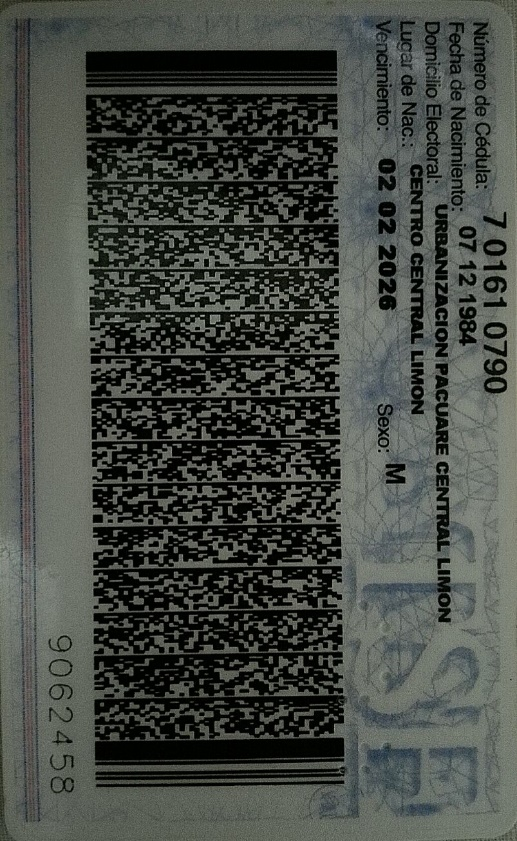 Número de Cédula: 7 0161 0790
Fecha de Nacimiento: 07 12 1984
Domicilio Electoral: URBANIZACION PACUARE CENTRAL LIMON
Lugar de Nac.: CENTRO CENTRAL LIMON
Vencimiento: 02 02 2026 Sexo: M
9062458